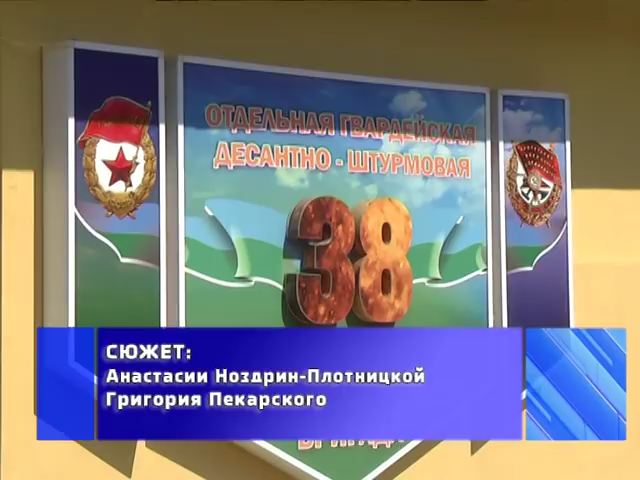 ОТДЕЛЬНАЯ ГВАРДЕЙСКАЯ
ДЕСАНТНО - ШТУРМОВАЯ
38
СЮЖЕТ:
Анастасии Ноздрин-Плотницкой
Григория Пекарского